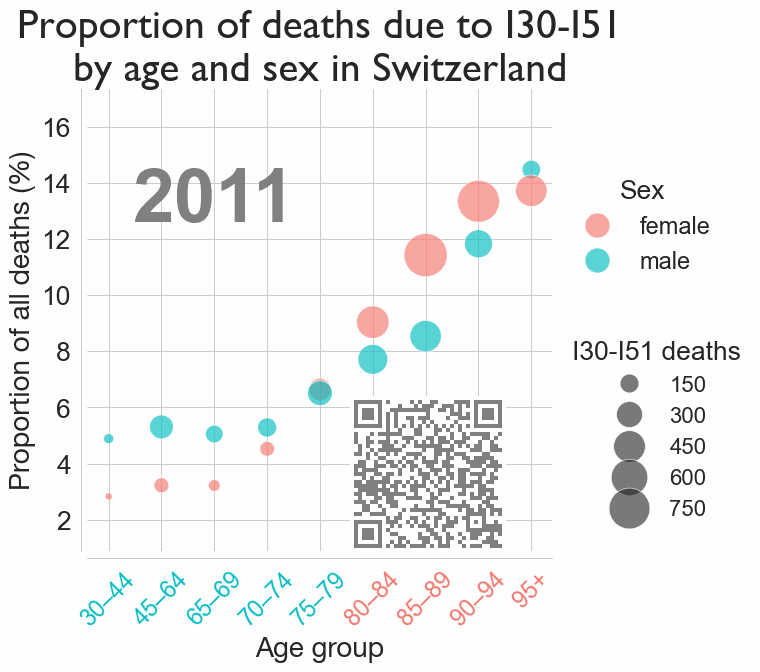 Proportion of deaths due to I30-I51
by age and sex in Switzerland
Proportion of all deaths (%)
16
14
12
10
8
6
4
2
2011
30–44
45–64
65–69
70–74
75–79
80–84
85–89
90–94
95+
Age group
Sex
female
male
I30-I51 deaths
150
300
450
600
750